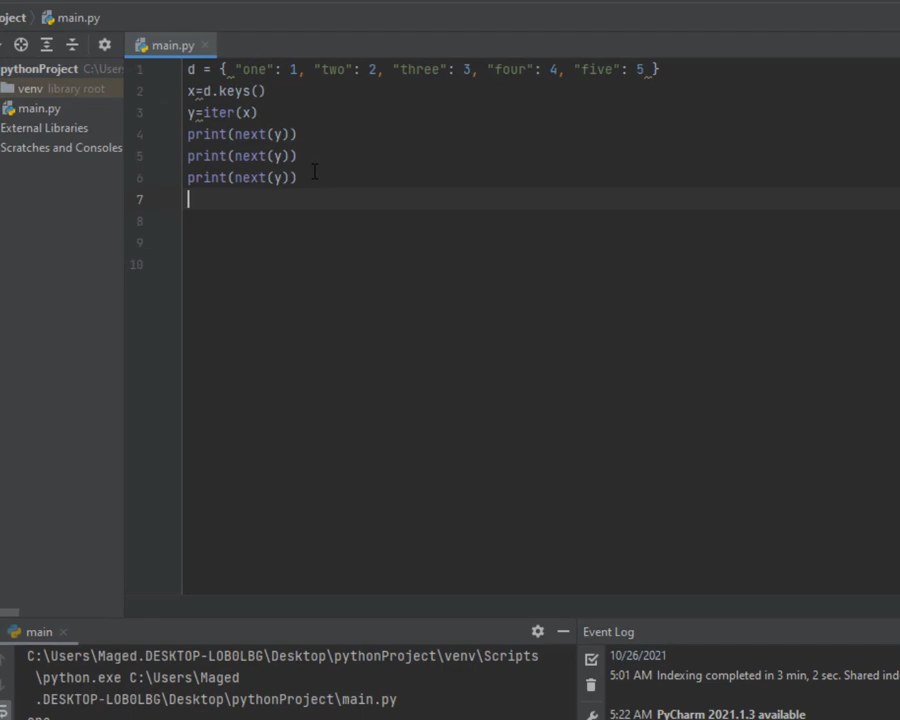 oject main.py
main.py
pythonProject C:\User
venv library root
main.py
External Libraries
Scratches and Consoles
1 d = { "one": 1, "two": 2, "three": 3, "four": 4, "five": 5 }
2 x=d.keys()
3 y=iter(x)
4 print(next(y))
5 print(next(y))
6 print(next(y))
7
8
9
10
main
C:\Users\Maged.DESKTOP-LOB0LBG\Desktop\pythonProject\venv\Scripts
\python.exe C:\Users\Maged
.DESKTOP-LOB0LBG\Desktop\pythonProject\main.py
one
Event Log
10/26/2021
5:01 AM Indexing completed in 3 min, 2 sec. Shared ind
5:22 AM PyCharm 2021.1.3 available